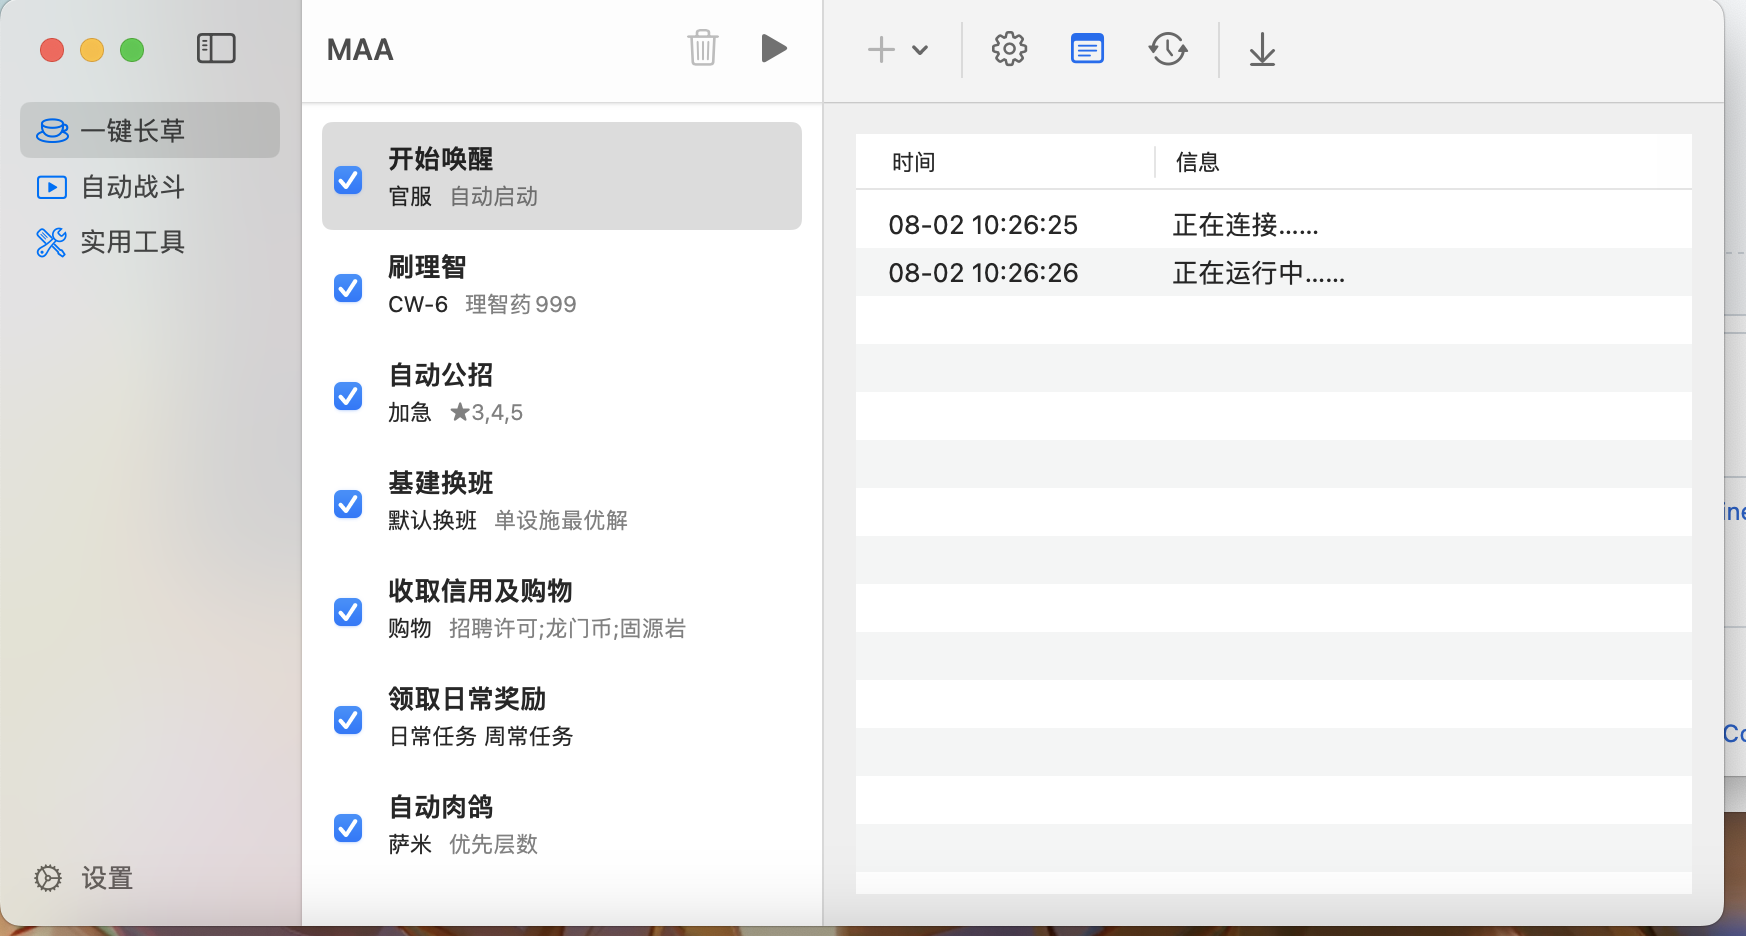 MAA
一键长草
自动战斗
实用工具
设置
开始唤醒
官服 自动启动
刷理智
CW-6 理智药 999
自动公招
加急 ★3,4,5
基建换班
默认换班 单设施最优解
收取信用及购物
购物 招聘许可;龙门币;固源岩
领取日常奖励
日常任务 周常任务
自动肉鸽
萨米 优先层数
时间 信息
08-02 10:26:25 正在连接……
08-02 10:26:26 正在运行中……